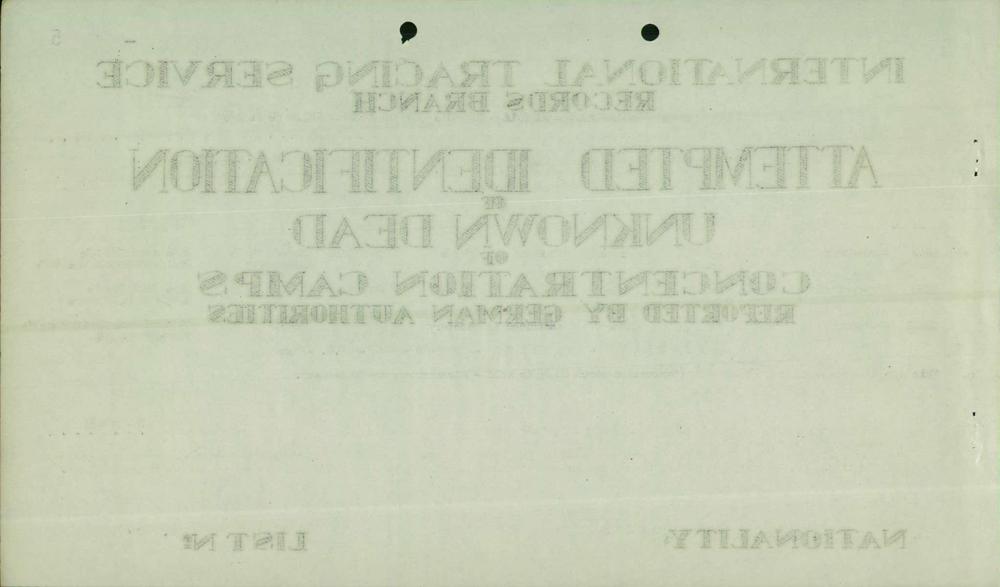 INTERNATIONAL TRACING SERVICE
RECORDS BRANCH
ATTEMPTED IDENTIFICATION
OF
UNKNOWN DEAD
OF
CONCENTRATION CAMPS
REPORTED BY GERMAN AUTHORITIES
NATIONALITY: LIST Nº